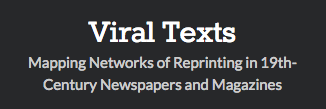 Viral Texts
Mapping Networks of Reprinting in 19th-
Century Newspapers and Magazines